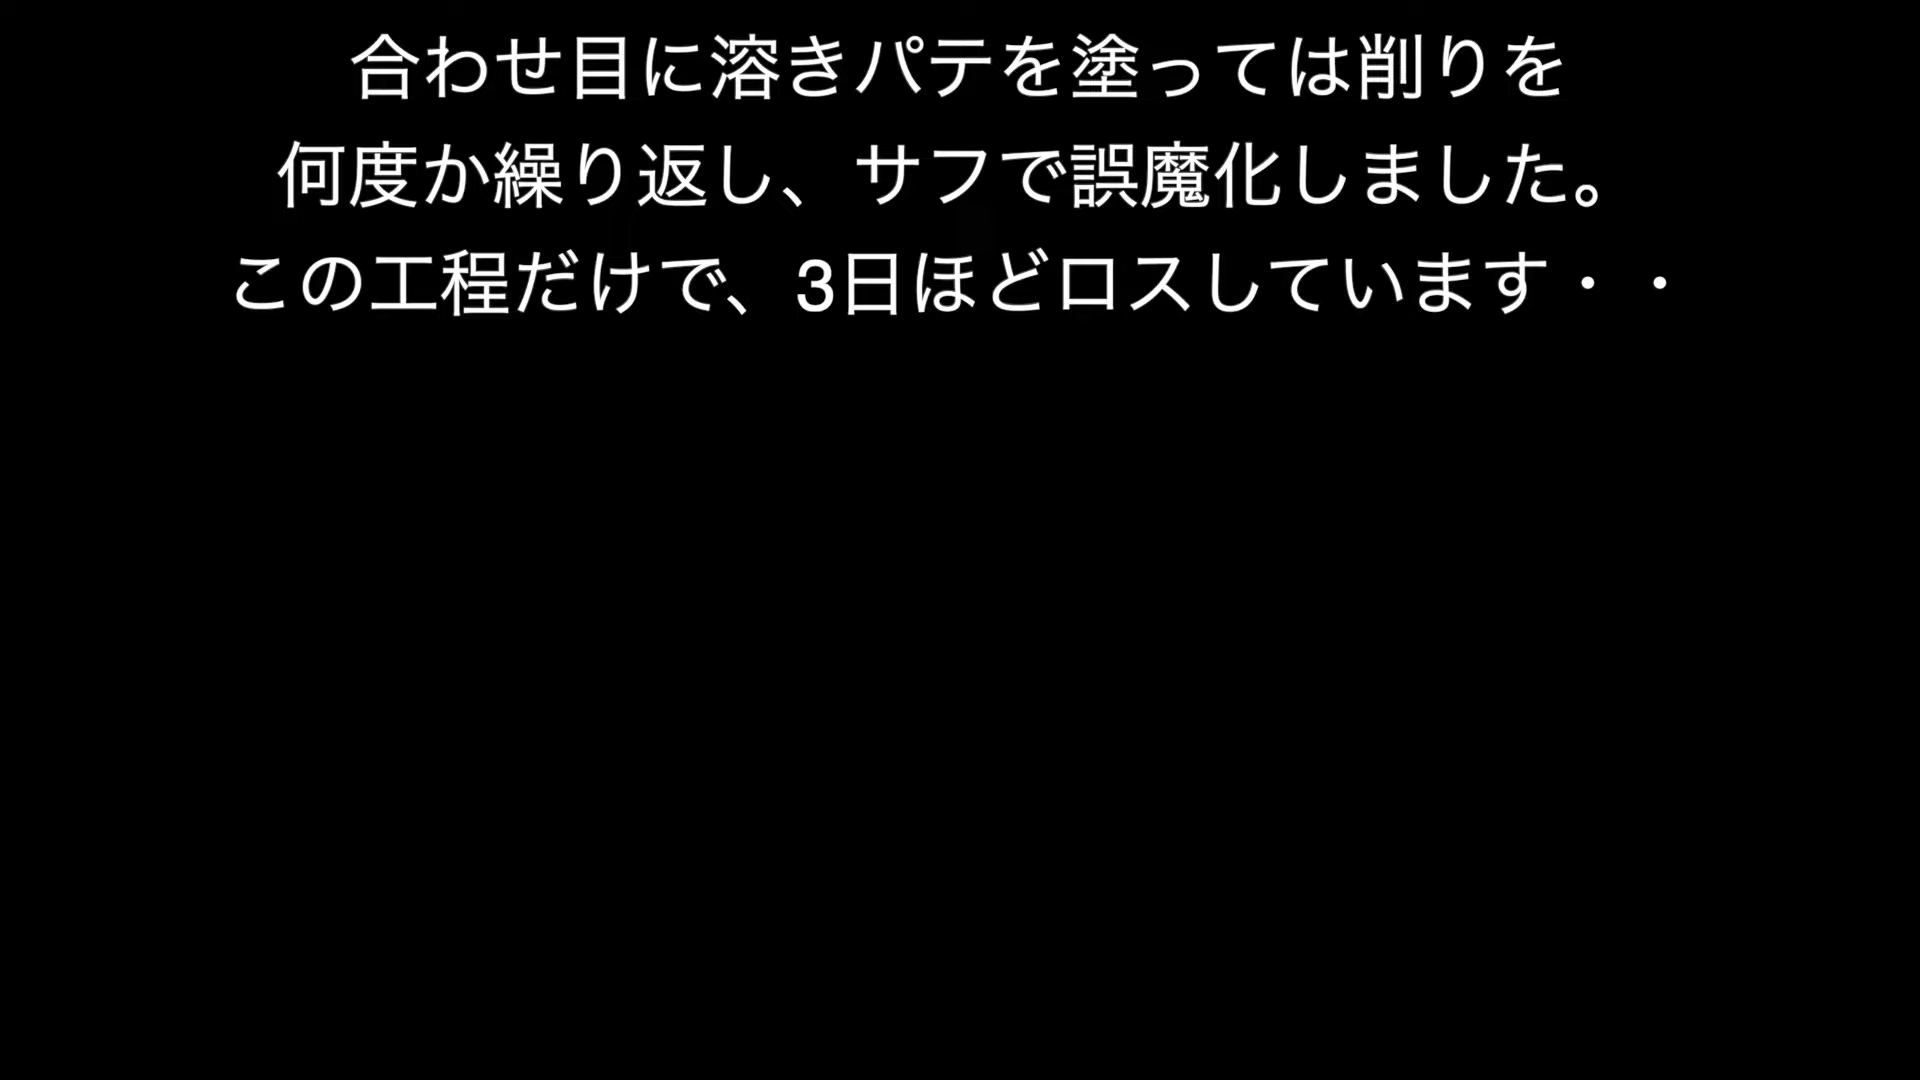 合わせ目に溶きパテを塗っては削りを
何度か繰り返し、サフで誤魔化しました。
この工程だけで、3日ほどロスしています・・